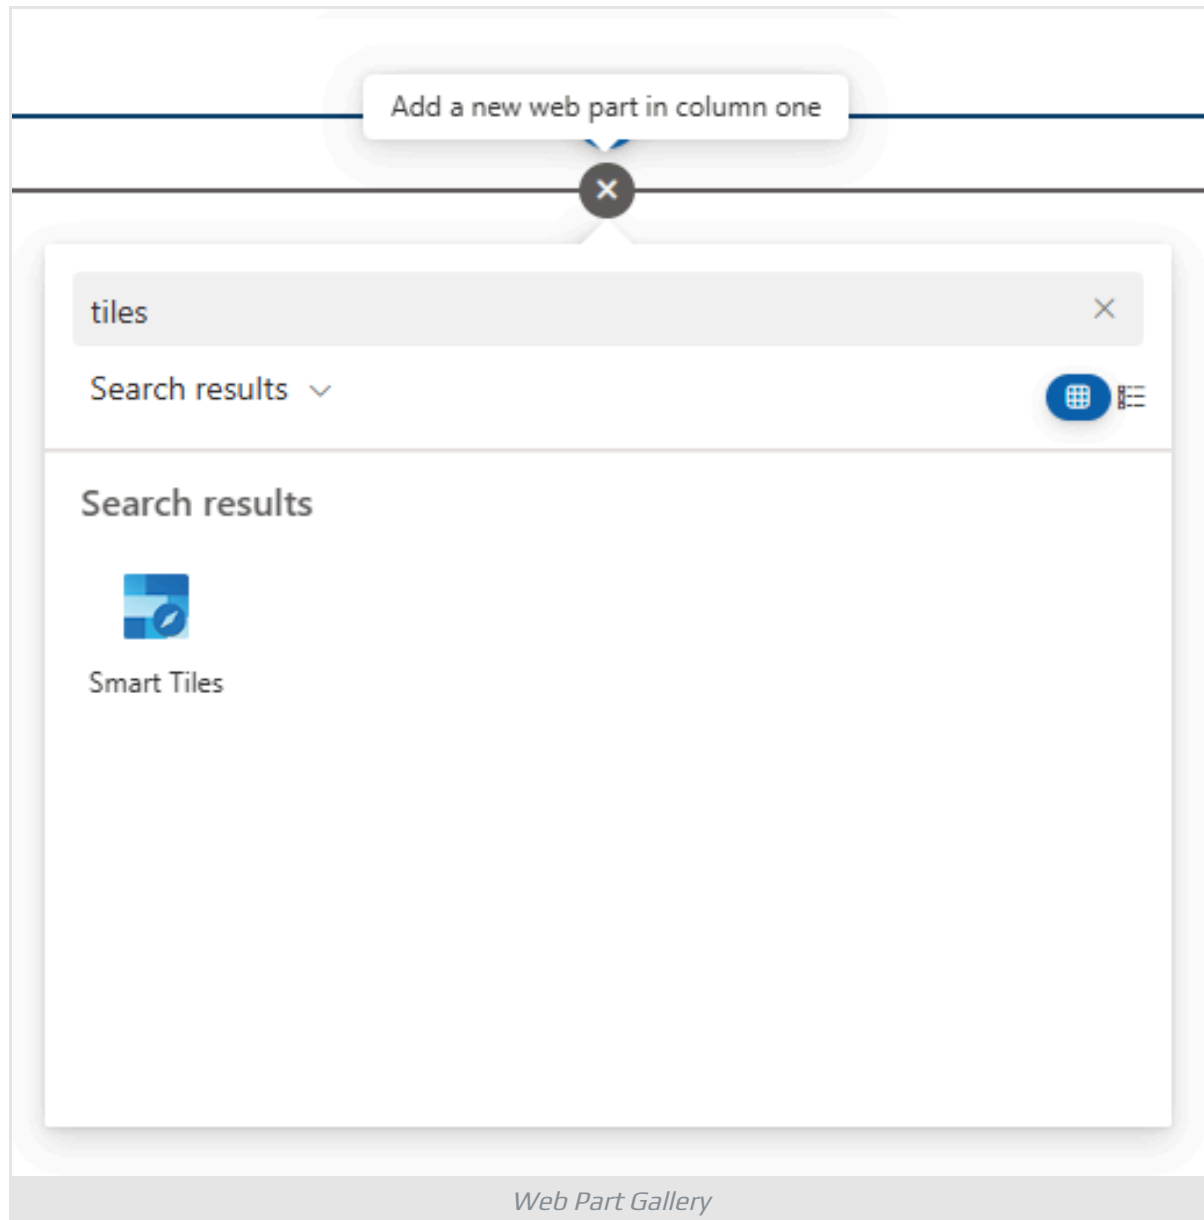 Add a new web part in column one
tiles
Search results
Search results
Smart Tiles
Web Part Gallery